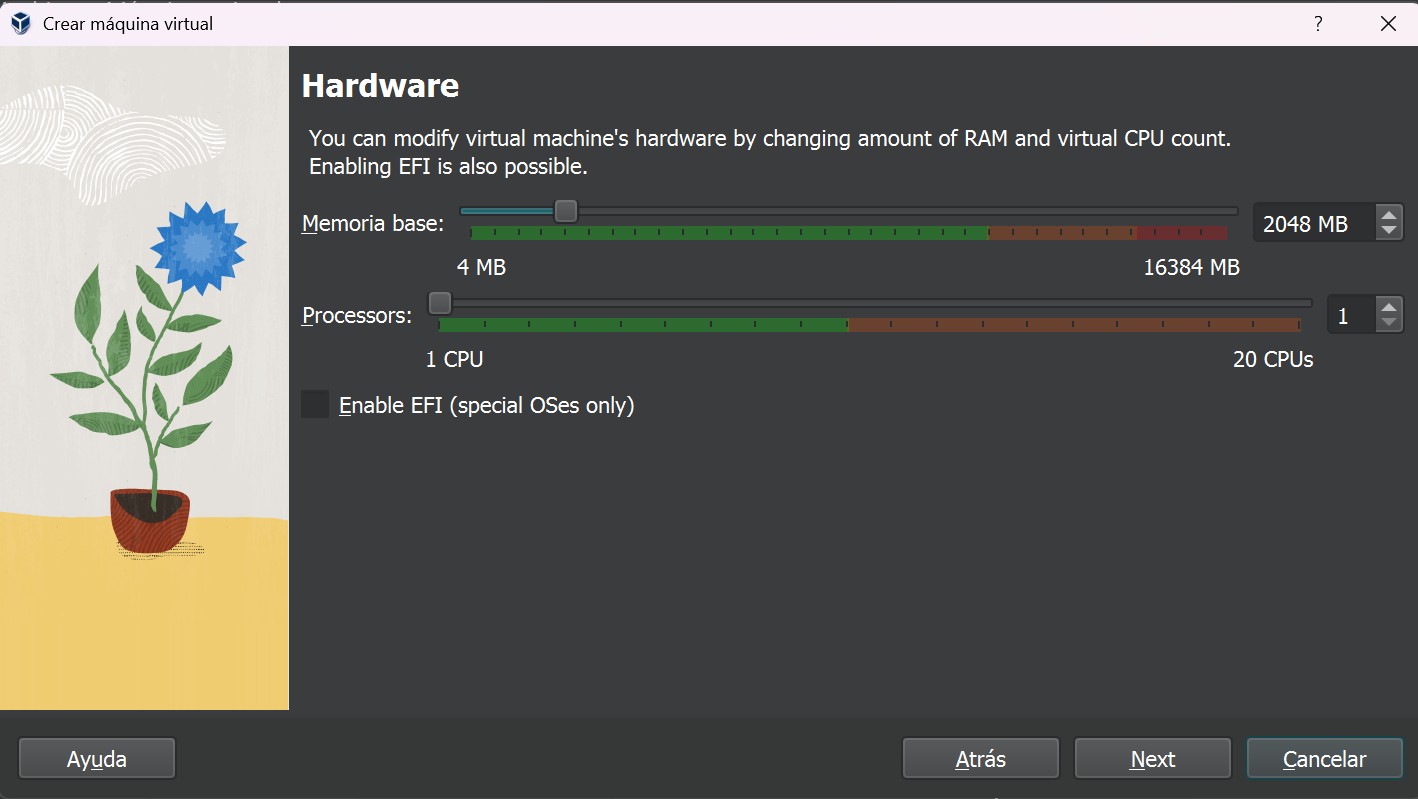 Crear máquina virtual
?
Hardware
You can modify virtual machine's hardware by changing amount of RAM and virtual CPU count.
Enabling EFI is also possible.
Memoria base:
2048 MB
4 MB
16384 MB
Processors:
1
1 CPU
20 CPUs
Enable EFI (special OSes only)
Ayuda
Atrás
Next
Cancelar